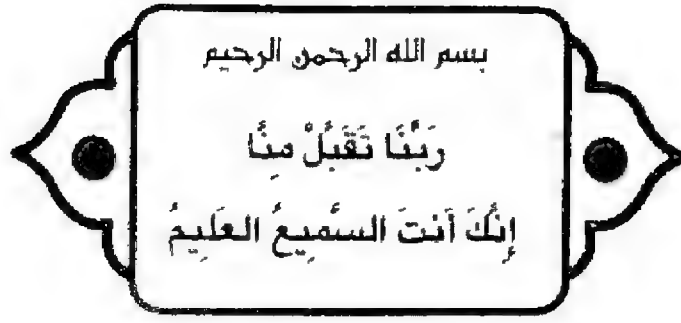 بسم الله الرحمن الرحيم
رَبَّنَا تَقَبَّلْ مِنَّا
إِنَّكَ أَنتَ السَّمِيعُ العَلِيمُ